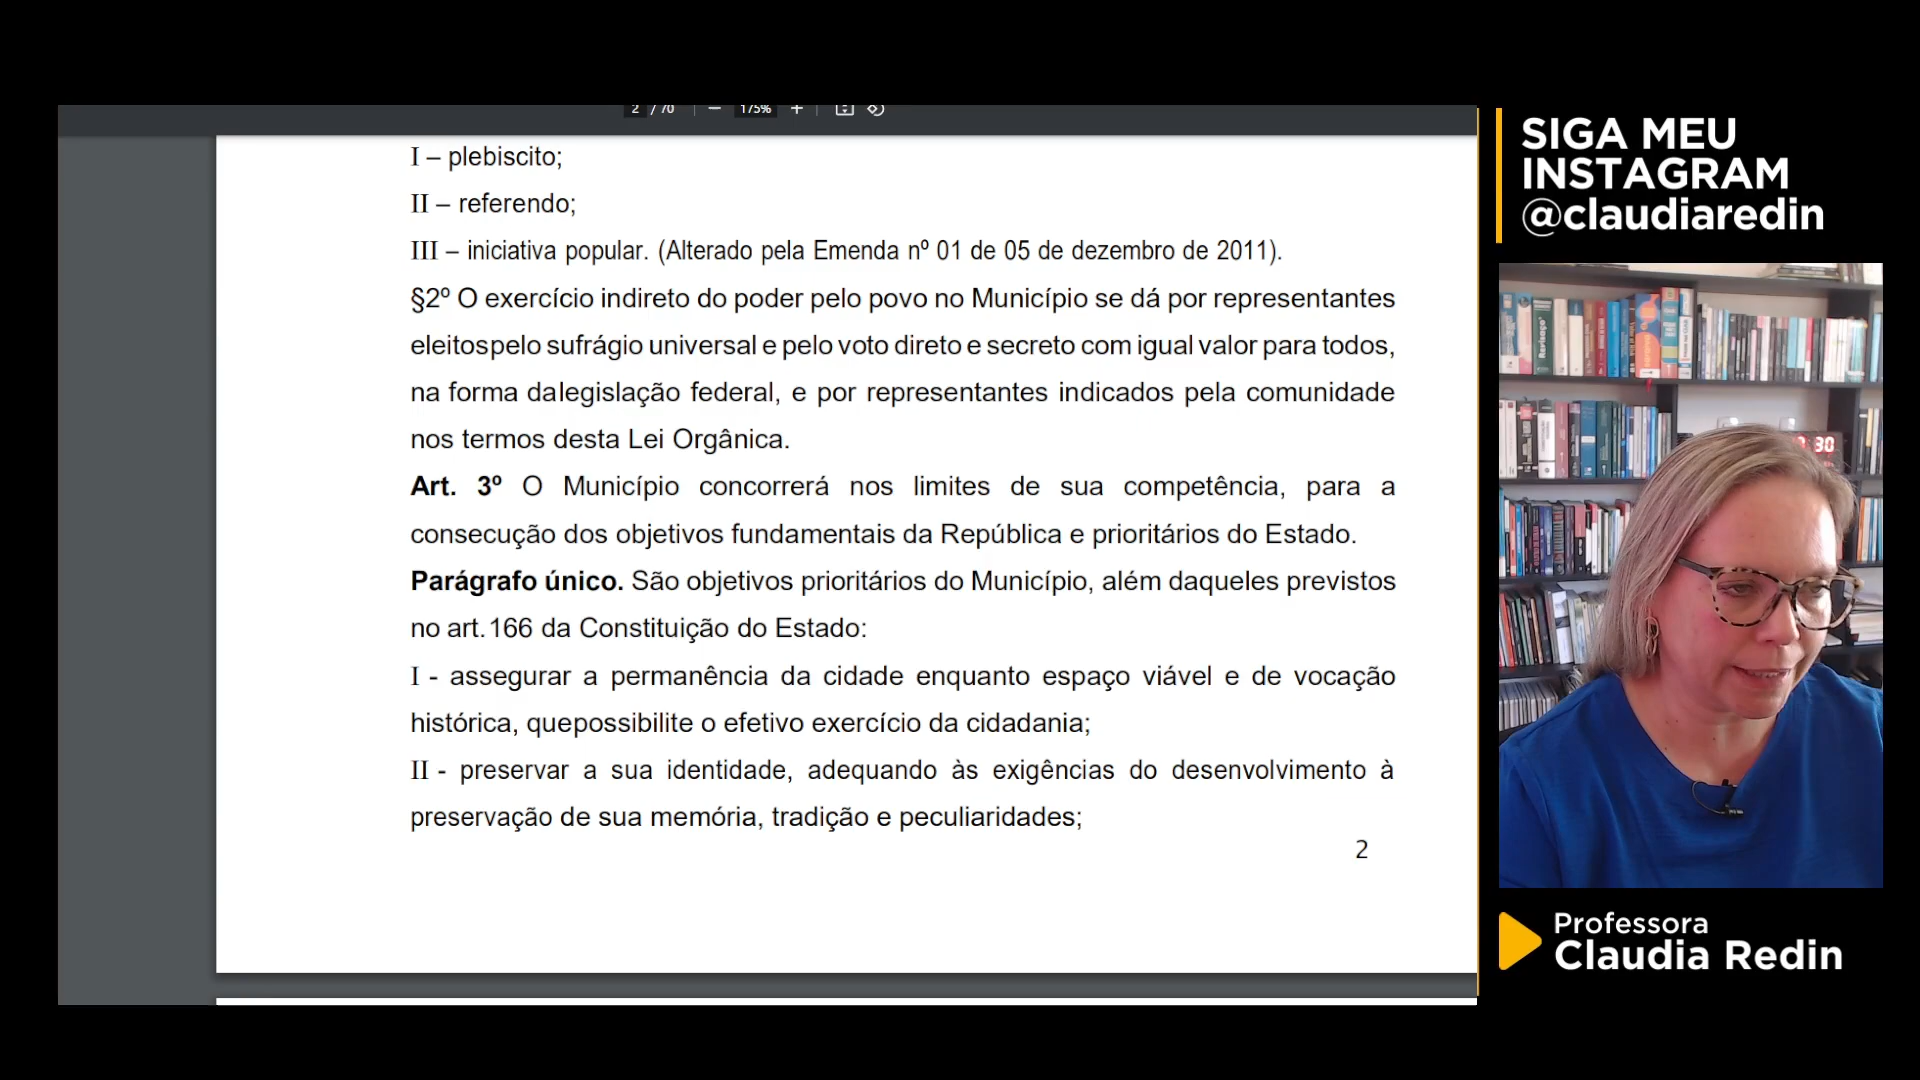 2 / 70
175%
I – plebiscito;
II – referendo;
III – iniciativa popular. (Alterado pela Emenda nº 01 de 05 de dezembro de 2011).
§2º O exercício indireto do poder pelo povo no Município se dá por representantes
eleitospelo sufrágio universal e pelo voto direto e secreto com igual valor para todos,
na forma dalegislação federal, e por representantes indicados pela comunidade
nos termos desta Lei Orgânica.
Art. 3º O Município concorrerá nos limites de sua competência, para a
consecução dos objetivos fundamentais da República e prioritários do Estado.
Parágrafo único. São objetivos prioritários do Município, além daqueles previstos
no art.166 da Constituição do Estado:
I - assegurar a permanência da cidade enquanto espaço viável e de vocação
histórica, quepossibilite o efetivo exercício da cidadania;
II - preservar a sua identidade, adequando às exigências do desenvolvimento à
preservação de sua memória, tradição e peculiaridades;
2
SIGA MEU
INSTAGRAM
@claudiaredin
30
Professora
Claudia Redin